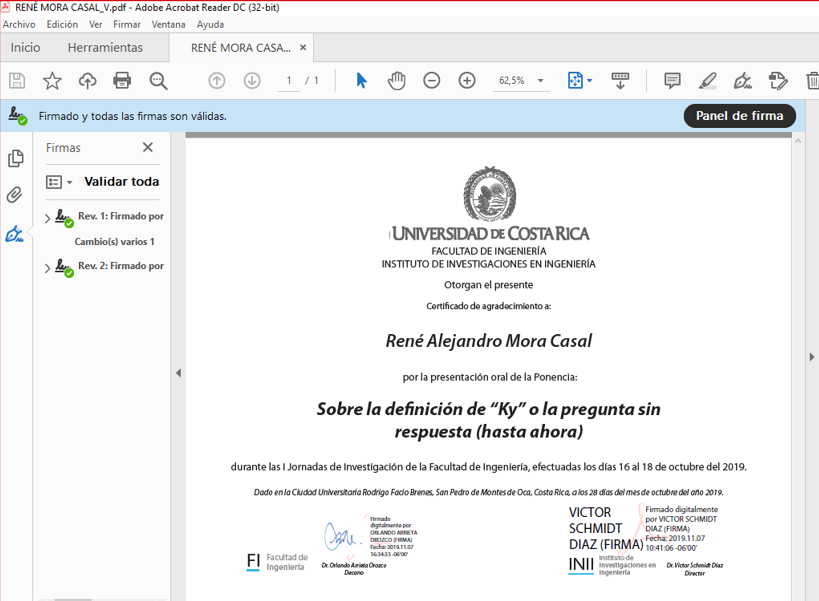 RENÉ MORA CASAL_V.pdf - Adobe Acrobat Reader DC (32-bit)
Archivo Edición Ver Firmar Ventana Ayuda
Inicio Herramientas RENÉ MORA CASA... ×
1 / 1 62,5%
Firmado y todas las firmas son válidas.
Panel de firma
Firmas
Validar toda
Rev. 1: Firmado por
Cambio(s) varios 1
Rev. 2: Firmado por
UNIVERSIDAD DE COSTA RICA
FACULTAD DE INGENIERÍA
INSTITUTO DE INVESTIGACIONES EN INGENIERÍA
Otorgan el presente
Certificado de agradecimiento a:
René Alejandro Mora Casal
por la presentación oral de la Ponencia:
Sobre la definición de “Ky” o la pregunta sin
respuesta (hasta ahora)
durante las I Jornadas de Investigación de la Facultad de Ingeniería, efectuadas los días 16 al 18 de octubre del 2019.
Dado en la Ciudad Universitaria Rodrigo Facio Brenes, San Pedro de Montes de Oca, Costa Rica, a los 28 días del mes de octubre del año 2019.
Firmado
digitalmente por
ORLANDO ARRIETA
OROZCO (FIRMA)
Fecha: 2019.11.07
16:34:33 -06'00'
FI Facultad de
Ingeniería
Dr. Orlando Arrieta Orozco
Decano
VICTOR
SCHMIDT
DIAZ (FIRMA)
Firmado digitalmente
por VICTOR SCHMIDT
DIAZ (FIRMA)
Fecha: 2019.11.07
10:41:06 -06'00'
INII Instituto de
Investigaciones en
Ingeniería
Dr. Victor Schmidt Díaz
Director